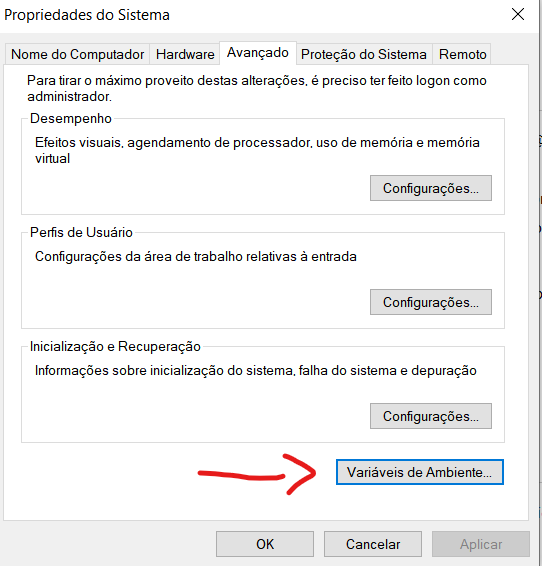 Propriedades do Sistema
Nome do Computador Hardware Avançado Proteção do Sistema Remoto
Para tirar o máximo proveito destas alterações, é preciso ter feito logon como
administrador.
Desempenho
Efeitos visuais, agendamento de processador, uso de memória e memória
virtual
Configurações...
Perfis de Usuário
Configurações da área de trabalho relativas à entrada
Configurações...
Inicialização e Recuperação
Informações sobre inicialização do sistema, falha do sistema e depuração
Configurações...
Variáveis de Ambiente...
OK Cancelar Aplicar